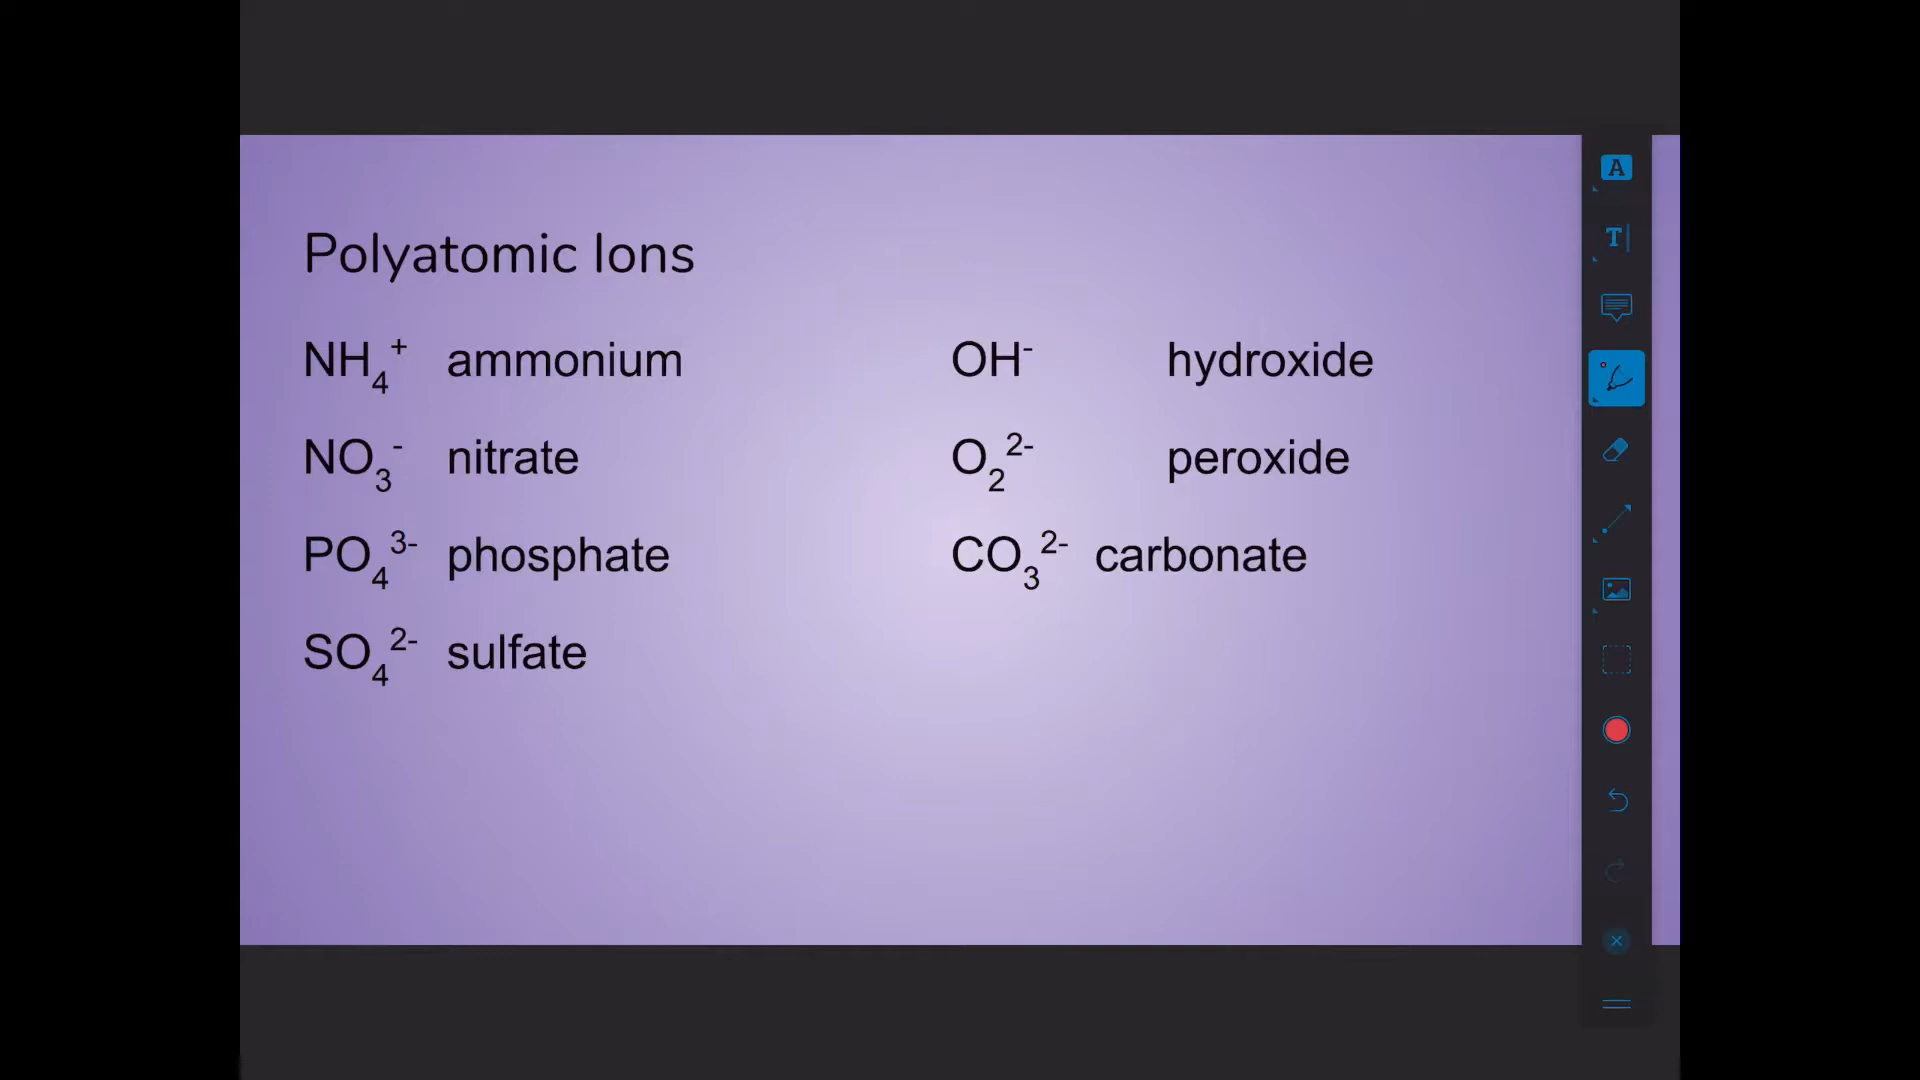 Polyatomic Ions
NH₄⁺ ammonium
NO₃⁻ nitrate
PO₄³⁻ phosphate
SO₄²⁻ sulfate
OH⁻ hydroxide
O₂²⁻ peroxide
CO₃²⁻ carbonate
A
T